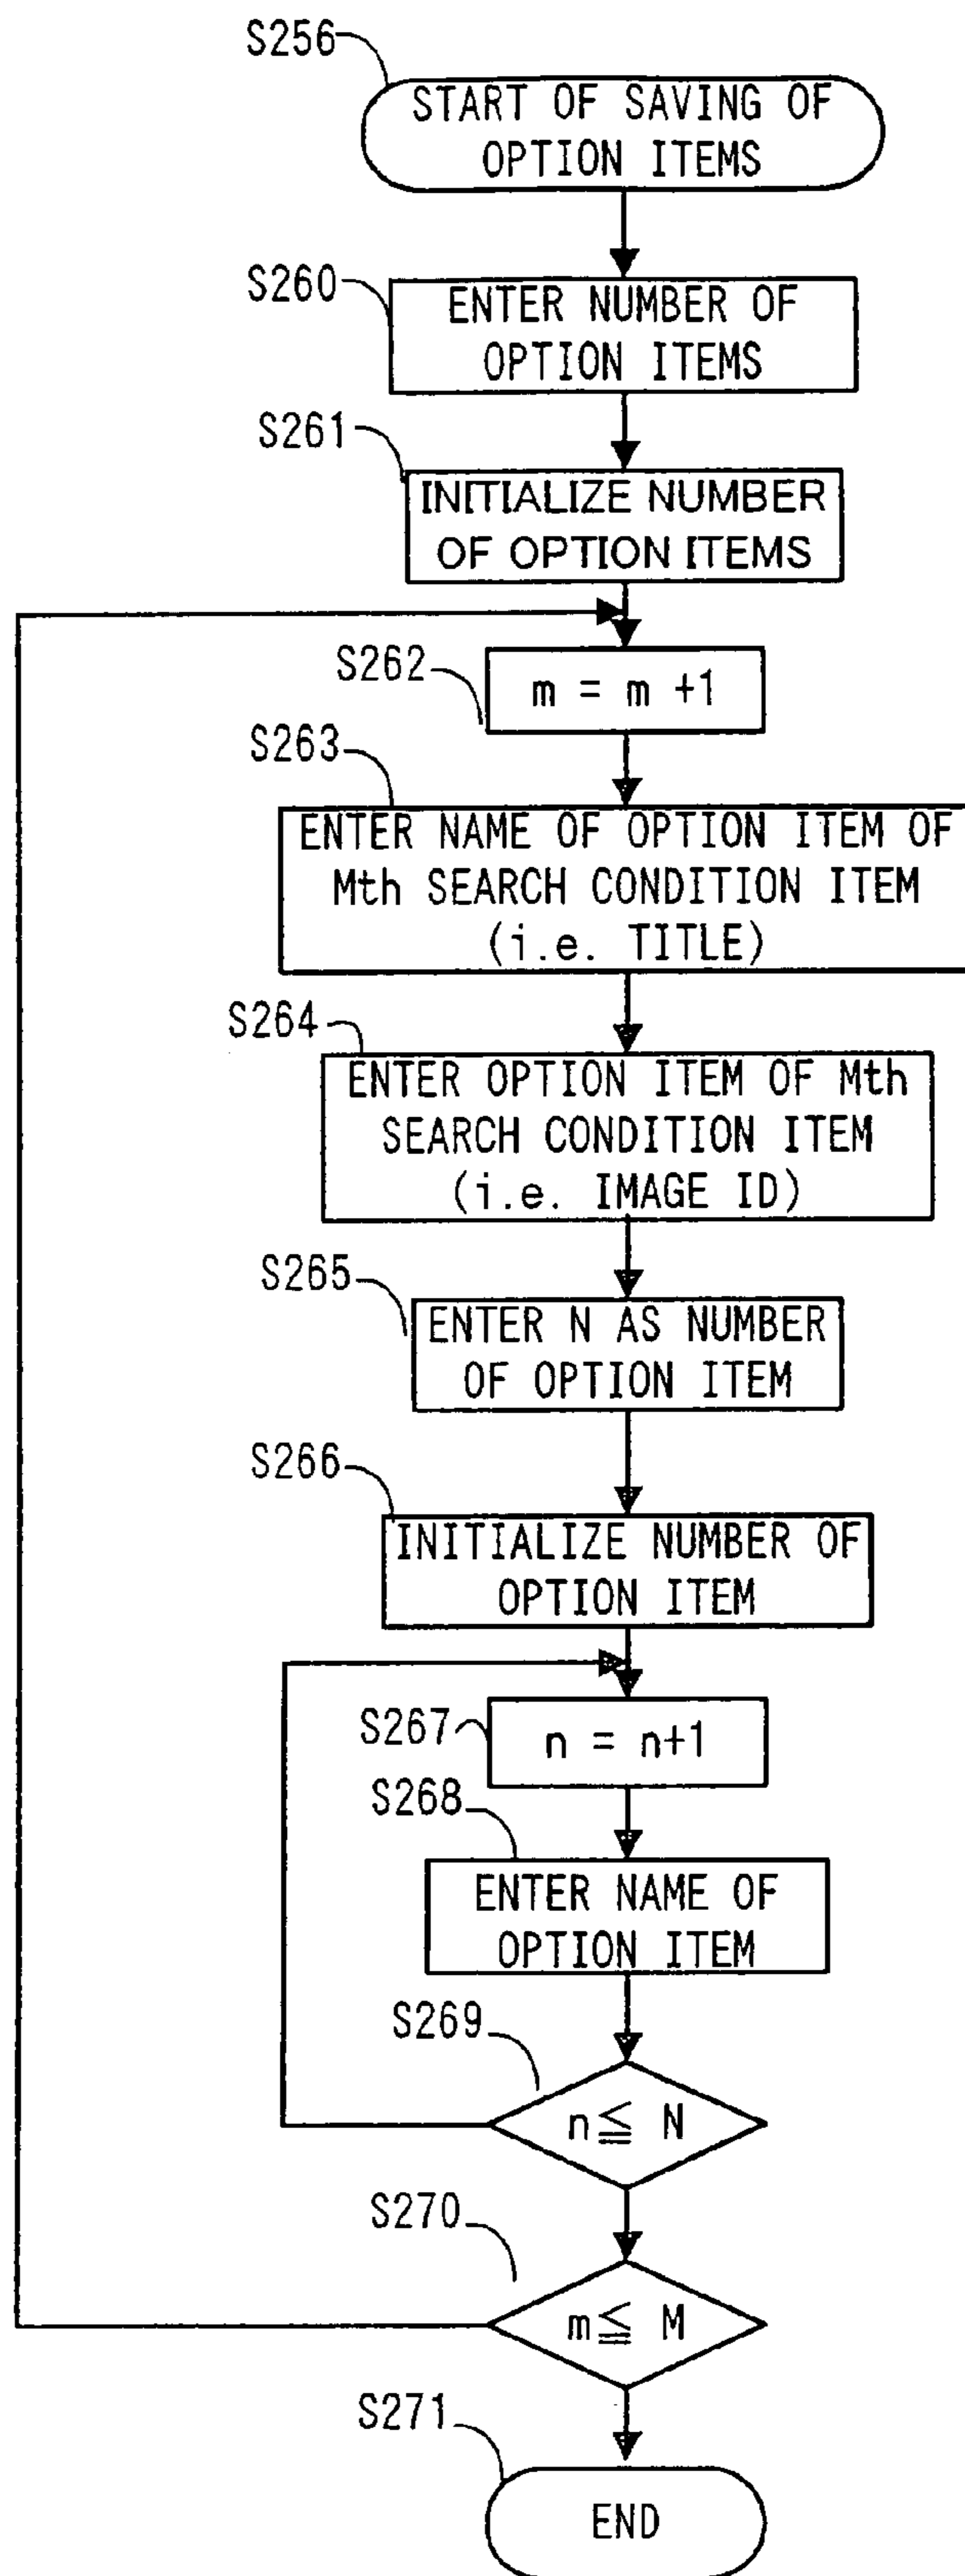 S256
START OF SAVING OF
OPTION ITEMS
S260
ENTER NUMBER OF
OPTION ITEMS
S261
INITIALIZE NUMBER
OF OPTION ITEMS
S262
m = m +1
S263
ENTER NAME OF OPTION ITEM OF
Mth SEARCH CONDITION ITEM
(i.e. TITLE)
S264
ENTER OPTION ITEM OF Mth
SEARCH CONDITION ITEM
(i.e. IMAGE ID)
S265
ENTER N AS NUMBER
OF OPTION ITEM
S266
INITIALIZE NUMBER OF
OPTION ITEM
S267
n = n+1
S268
ENTER NAME OF
OPTION ITEM
S269
n≦ N
S270
m≦ M
S271
END